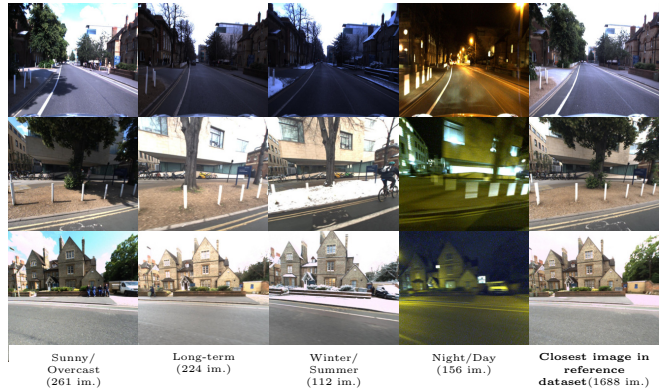 Sunny/
Overcast
(261 im.)
Long-term
(224 im.)
Winter/
Summer
(112 im.)
Night/Day
(156 im.)
Closest image in
reference
dataset(1688 im.)